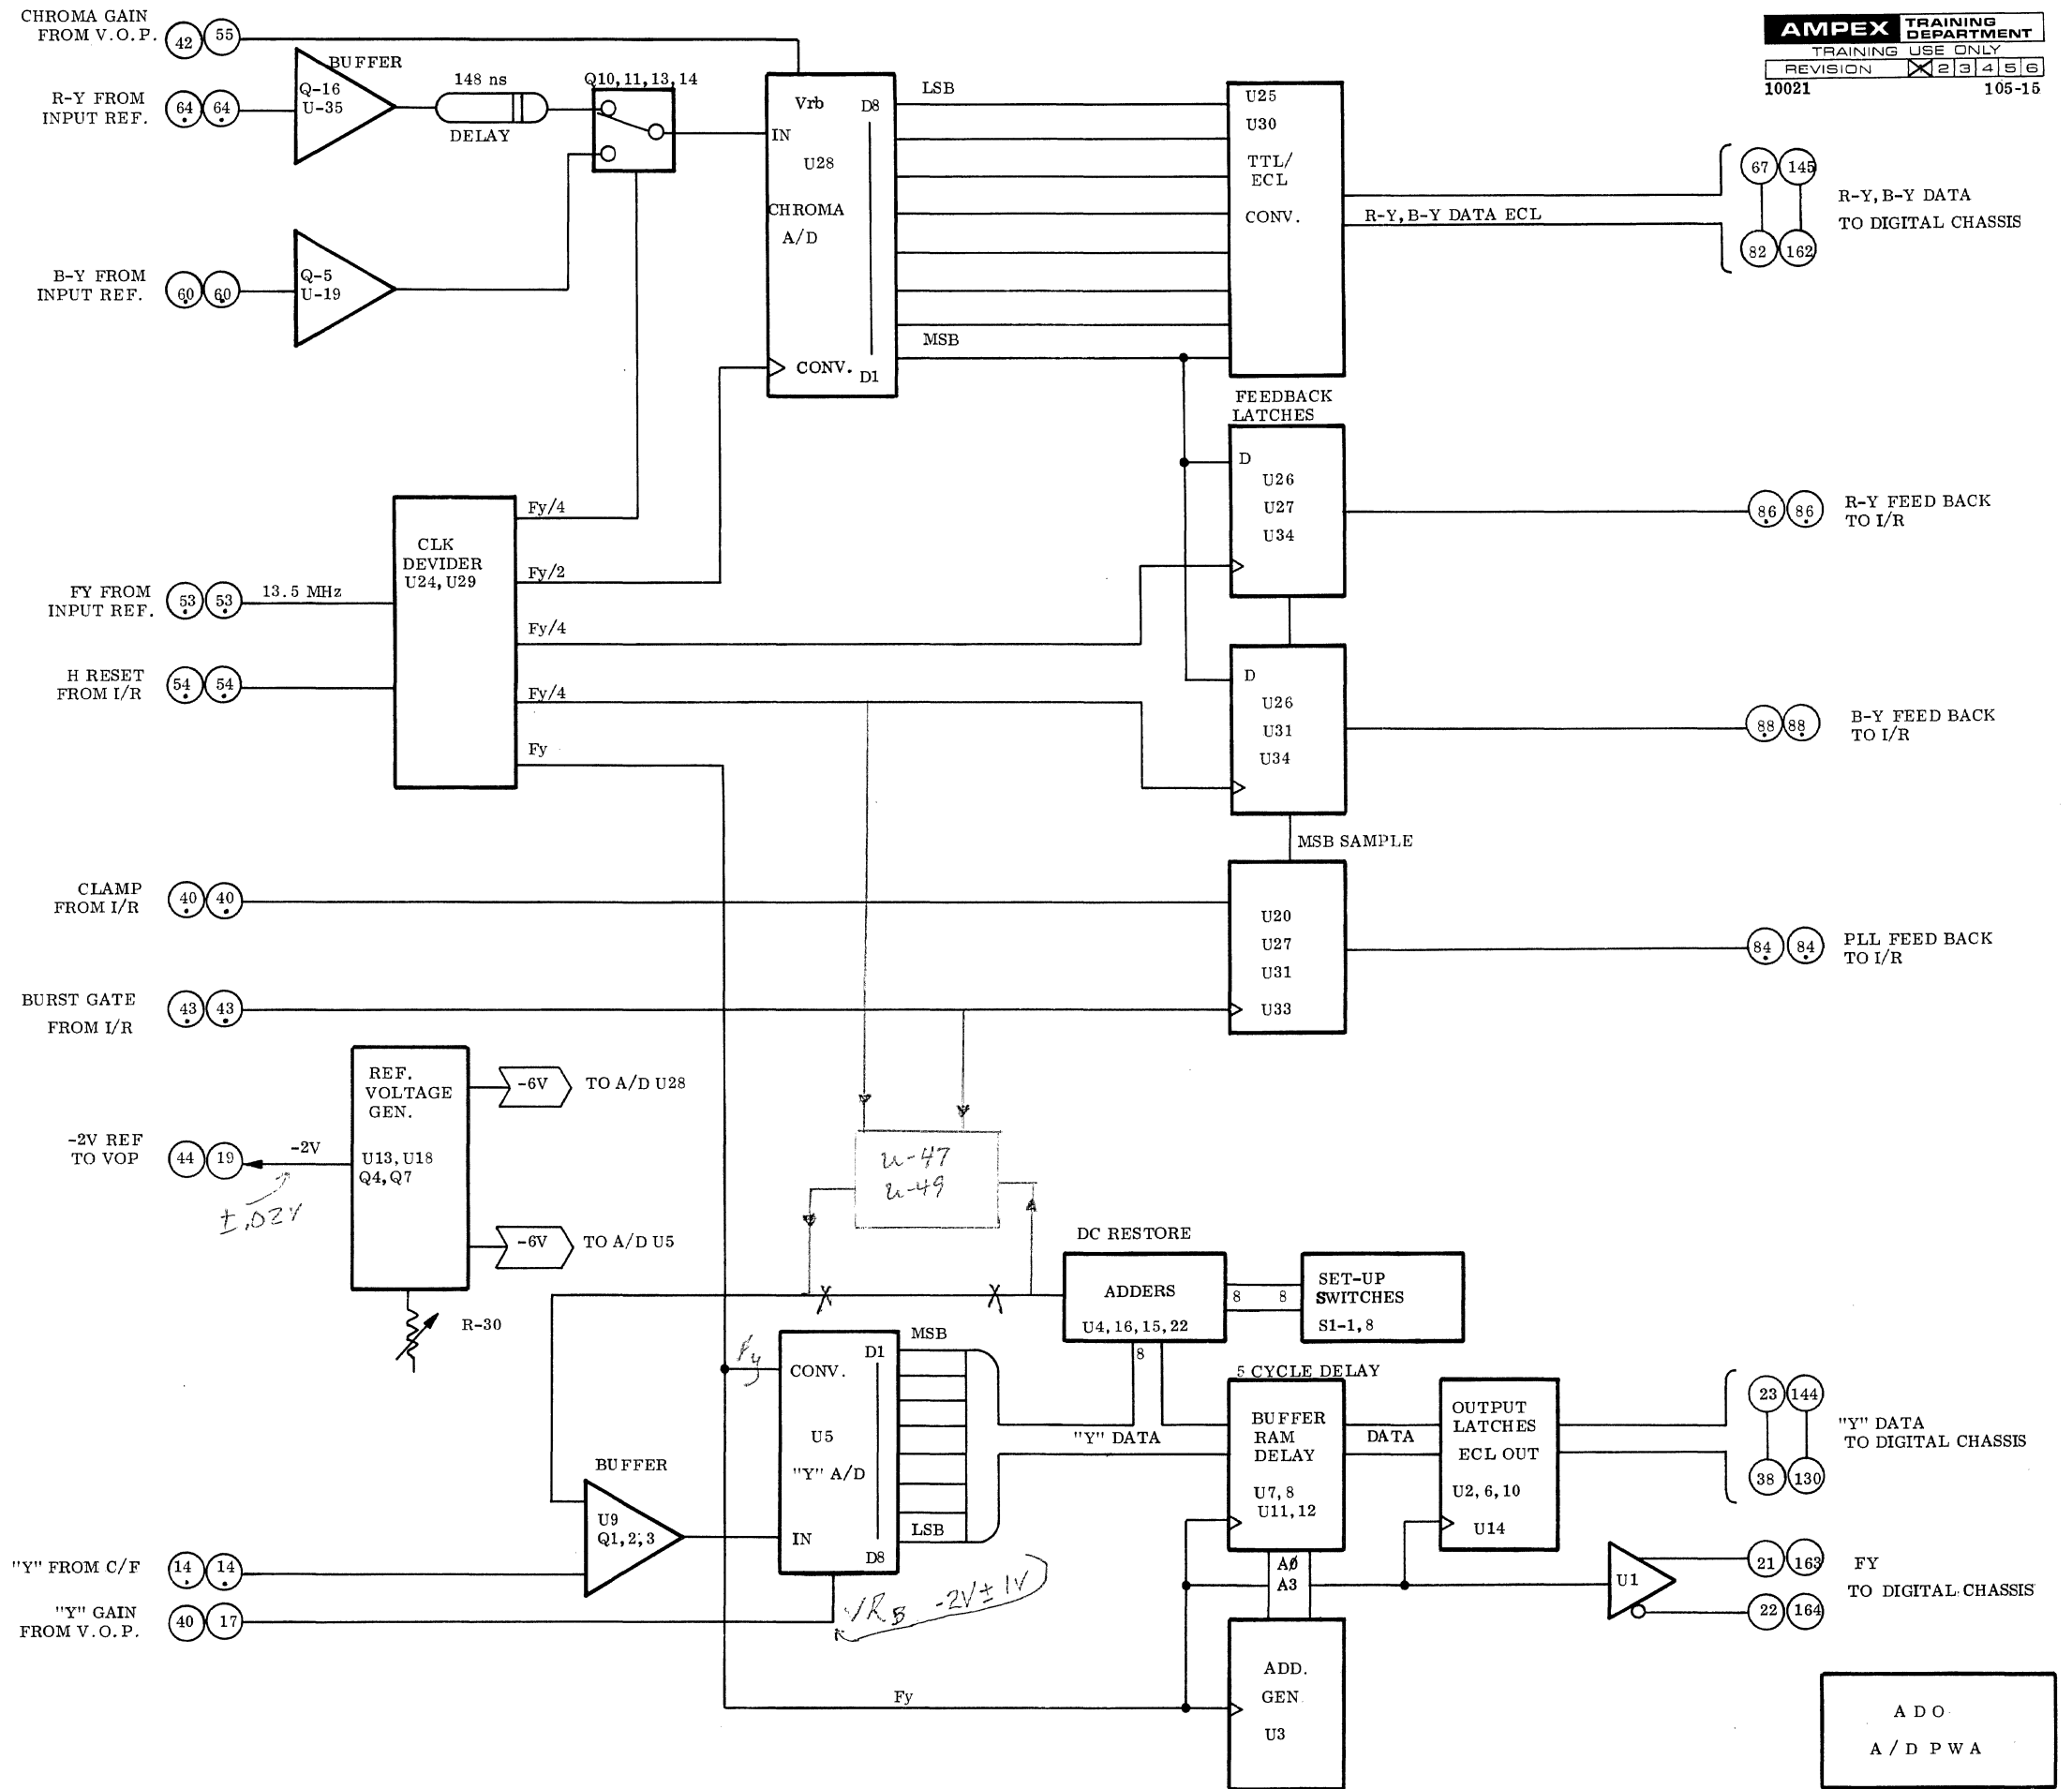 CHROMA GAIN
FROM V.O.P.
42 55
AMPEX TRAINING DEPARTMENT
TRAINING USE ONLY
REVISION X 2 3 4 5 6
10021 105-15
BUFFER
Q-16
U-35
148 ns
DELAY
Q10, 11, 13, 14
R-Y FROM
INPUT REF.
64 64
Vrb D8
IN
U28
CHROMA
A/D
CONV. D1
LSB
MSB
U25
U30
TTL/
ECL
CONV.
R-Y, B-Y DATA ECL
67 145
82 162
R-Y, B-Y DATA
TO DIGITAL CHASSIS
B-Y FROM
INPUT REF.
60 60
Q-5
U-19
FEEDBACK
LATCHES
D
U26
U27
U34
86 86
R-Y FEED BACK
TO I/R
CLK
DEVIDER
U24, U29
Fy/4
Fy/2
Fy/4
Fy/4
Fy
FY FROM
INPUT REF.
53 53
13.5 MHz
H RESET
FROM I/R
54 54
D
U26
U31
U34
88 88
B-Y FEED BACK
TO I/R
MSB SAMPLE
CLAMP
FROM I/R
40 40
U20
U27
U31
U33
84 84
PLL FEED BACK
TO I/R
BURST GATE
FROM I/R
43 43
REF.
VOLTAGE
GEN.
U13, U18
Q4, Q7
-6V TO A/D U28
-2V REF
TO VOP
44 19
-2V
±.02V
-6V TO A/D U5
R-30
U-47
U-49
DC RESTORE
ADDERS
U4, 16, 15, 22
8 8
SET-UP
SWITCHES
S1-1, 8
8
Fy
CONV. D1
U5
"Y" A/D
IN D8
MSB
LSB
"Y" DATA
5 CYCLE DELAY
BUFFER
RAM
DELAY
U7, 8
U11, 12
DATA
OUTPUT
LATCHES
ECL OUT
U2, 6, 10
U14
23 144
38 130
"Y" DATA
TO DIGITAL CHASSIS
BUFFER
U9
Q1, 2, 3
"Y" FROM C/F
14 14
"Y" GAIN
FROM V.O.P.
40 17
VRB -2V ± 1V
A0
A3
U1
21 163
22 164
FY
TO DIGITAL CHASSIS
Fy
ADD.
GEN
U3
ADO
A/D PWA